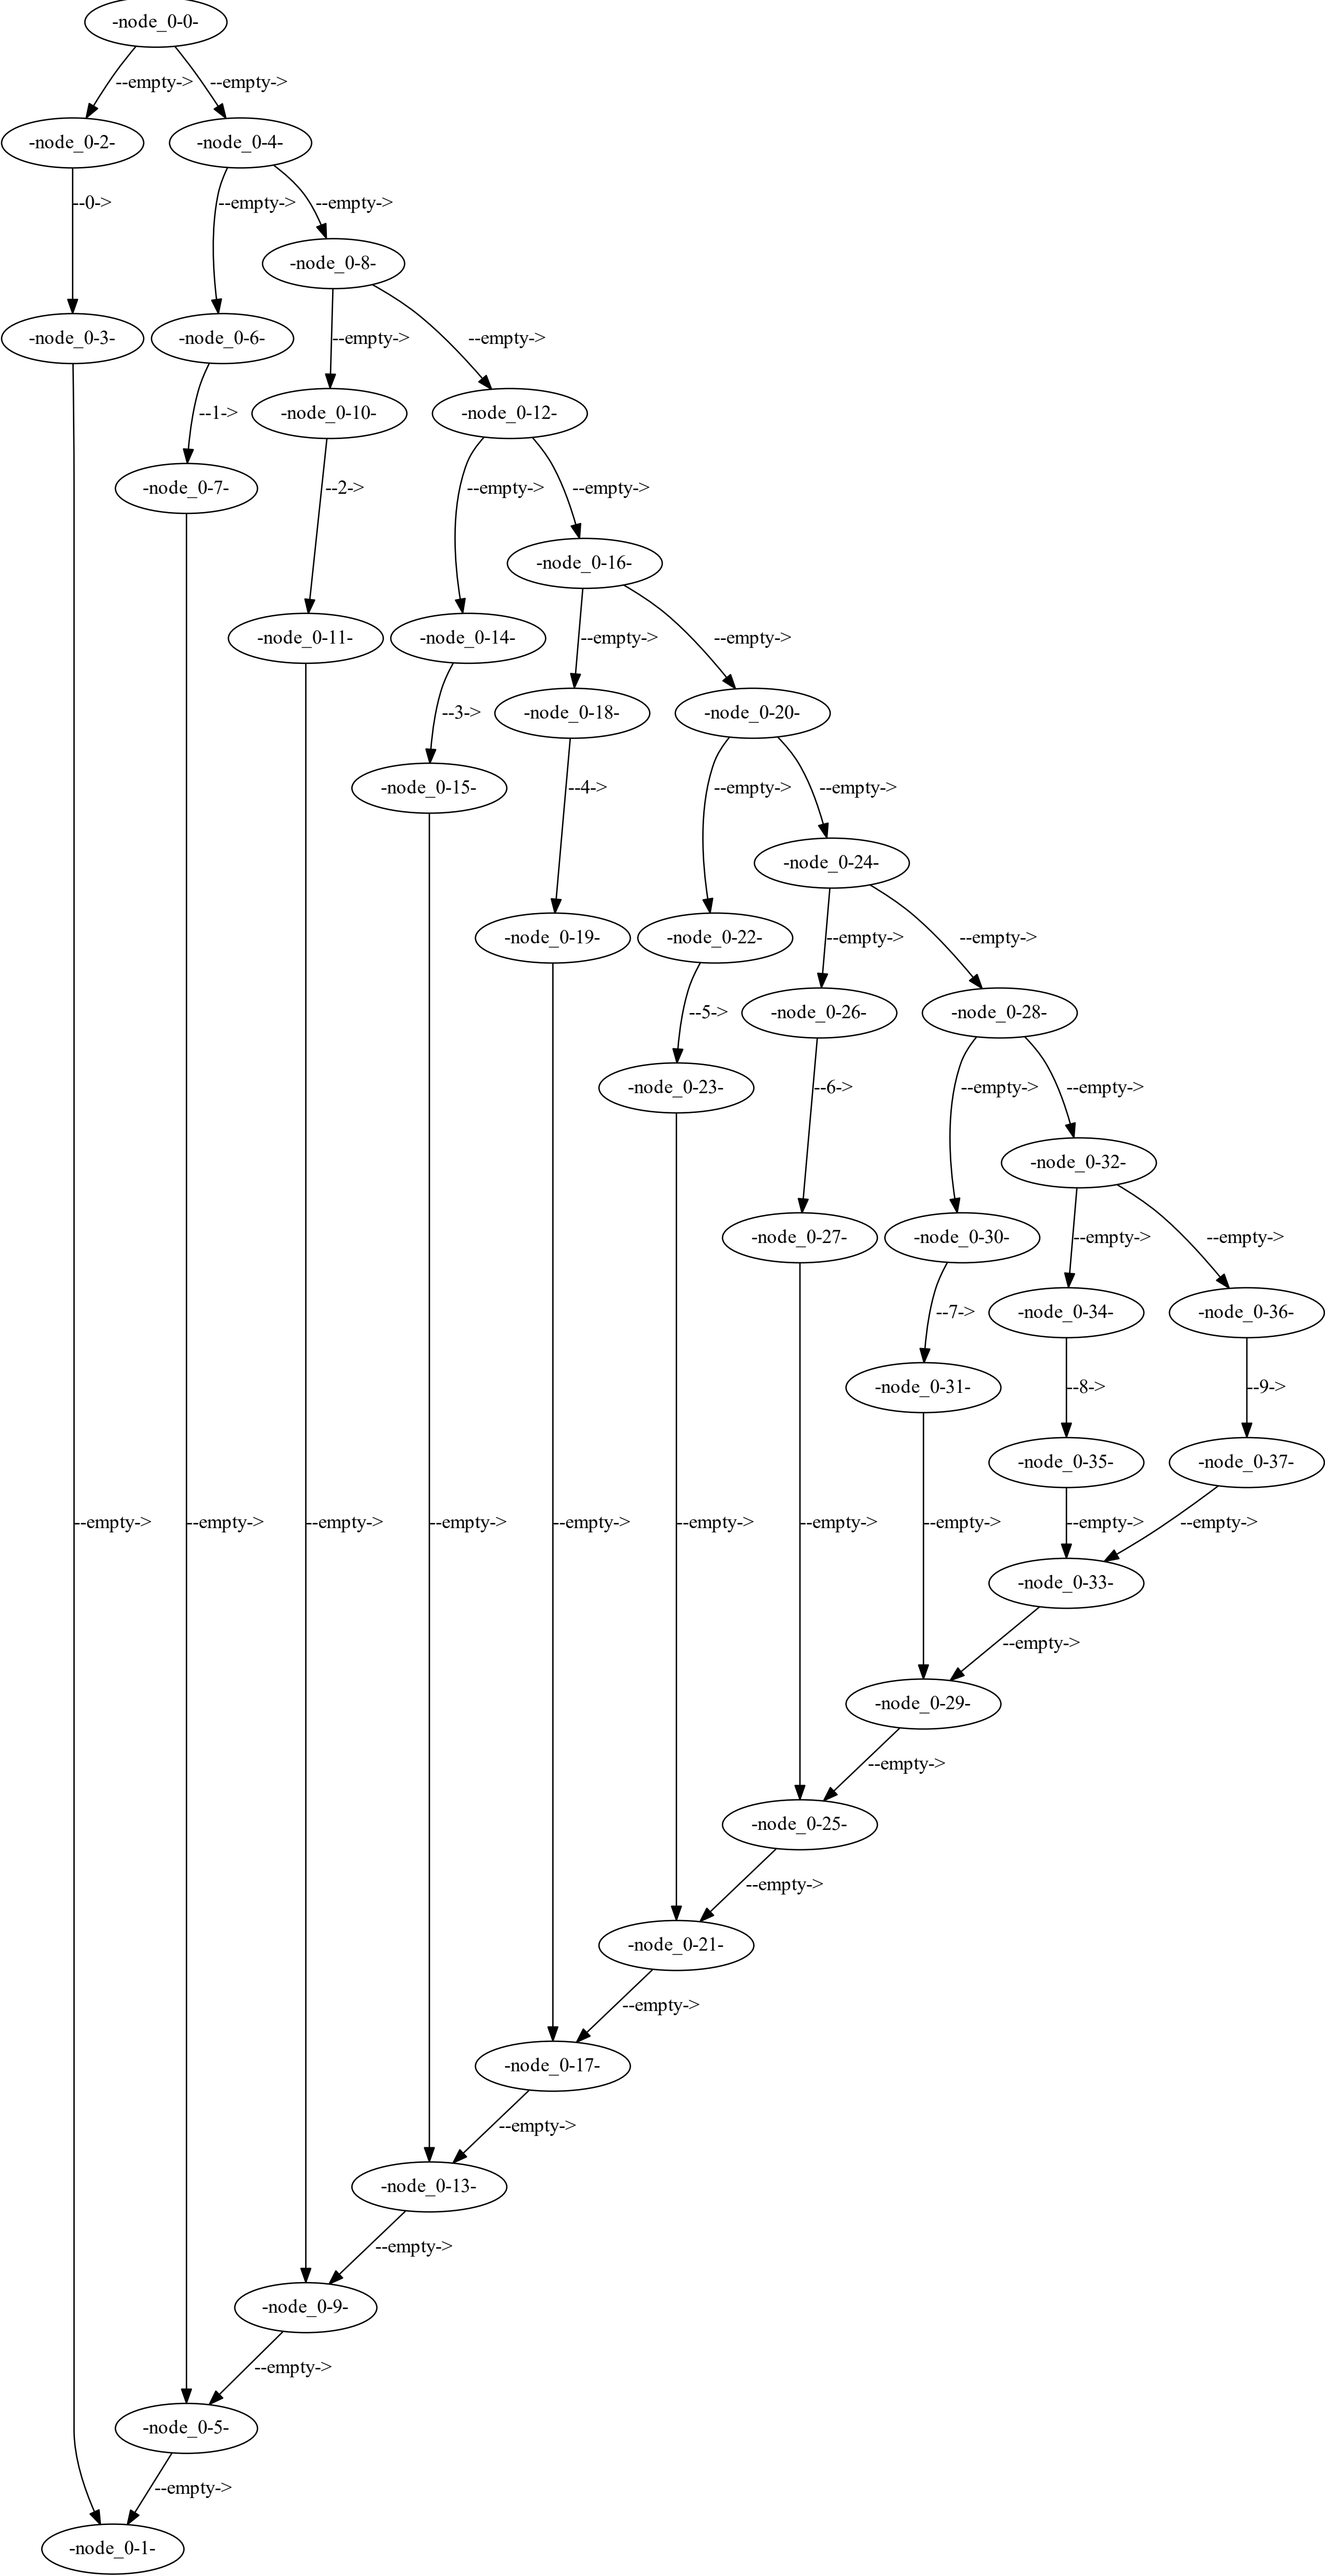 -node_0-0-
--empty-> --empty->
-node_0-2- -node_0-4-
--0-> --empty-> --empty->
-node_0-8-
-node_0-3- -node_0-6- --empty-> --empty->
--1-> -node_0-10- -node_0-12-
-node_0-7- --2-> --empty-> --empty->
-node_0-16-
-node_0-11- -node_0-14- --empty-> --empty->
--3-> -node_0-18- -node_0-20-
-node_0-15- --4-> --empty-> --empty->
-node_0-24-
-node_0-19- -node_0-22- --empty-> --empty->
--5-> -node_0-26- -node_0-28-
-node_0-23- --6-> --empty-> --empty->
-node_0-32-
-node_0-27- -node_0-30- --empty-> --empty->
--7-> -node_0-34- -node_0-36-
-node_0-31- --8-> --9->
-node_0-35- -node_0-37-
--empty-> --empty-> --empty-> --empty-> --empty-> --empty-> --empty-> --empty-> --empty-> --empty->
-node_0-33-
--empty->
-node_0-29-
--empty->
-node_0-25-
--empty->
-node_0-21-
--empty->
-node_0-17-
--empty->
-node_0-13-
--empty->
-node_0-9-
--empty->
-node_0-5-
--empty->
-node_0-1-